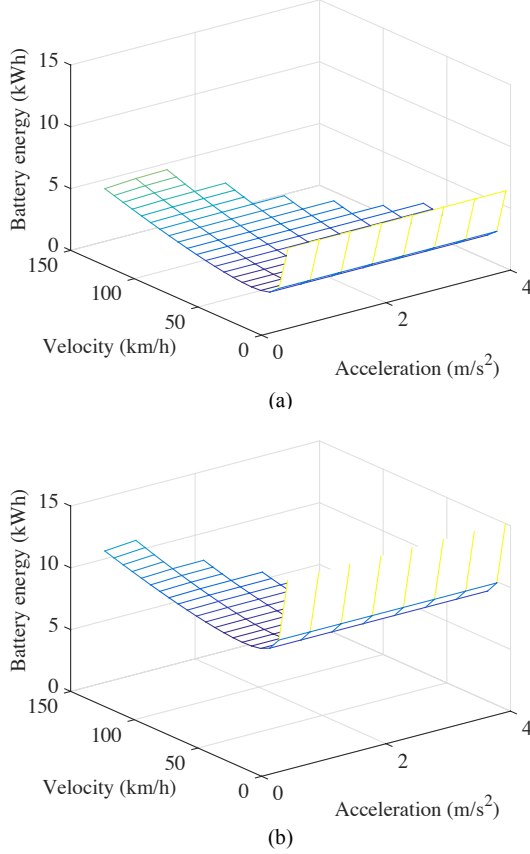 15
10
5
0
Battery energy (kWh)
150
100
50
0
Velocity (km/h)
0
2
4
Acceleration (m/s²)
(a)
15
10
5
0
Battery energy (kWh)
150
100
50
0
Velocity (km/h)
0
2
4
Acceleration (m/s²)
(b)